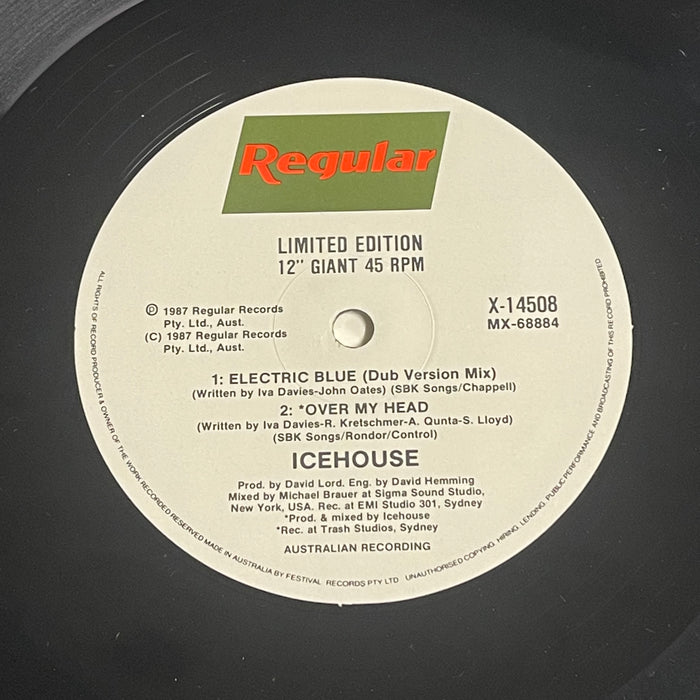 Regular
LIMITED EDITION
12" GIANT 45 RPM
℗ 1987 Regular Records
Pty. Ltd., Aust.
(C) 1987 Regular Records
Pty. Ltd., Aust.
X-14508
MX-68884
1: ELECTRIC BLUE (Dub Version Mix)
(Written by Iva Davies-John Oates) (SBK Songs/Chappell)
2: *OVER MY HEAD
(Written by Iva Davies-R. Kretschmer-A. Qunta-S. Lloyd)
(SBK Songs/Rondor/Control)
ICEHOUSE
Prod. by David Lord. Eng. by David Hemming
Mixed by Michael Brauer at Sigma Sound Studio,
New York, USA. Rec. at EMI Studio 301, Sydney
*Prod. & mixed by Icehouse
*Rec. at Trash Studios, Sydney
AUSTRALIAN RECORDING
ALL RIGHTS OF RECORD PRODUCER & OWNER OF THE WORK RECORDED RESERVED MADE IN AUSTRALIA BY FESTIVAL RECORDS PTY LTD UNAUTHORISED COPYING, HIRING, LENDING, PUBLIC PERFORMANCE AND BROADCASTING OF THIS RECORD PROHIBITED